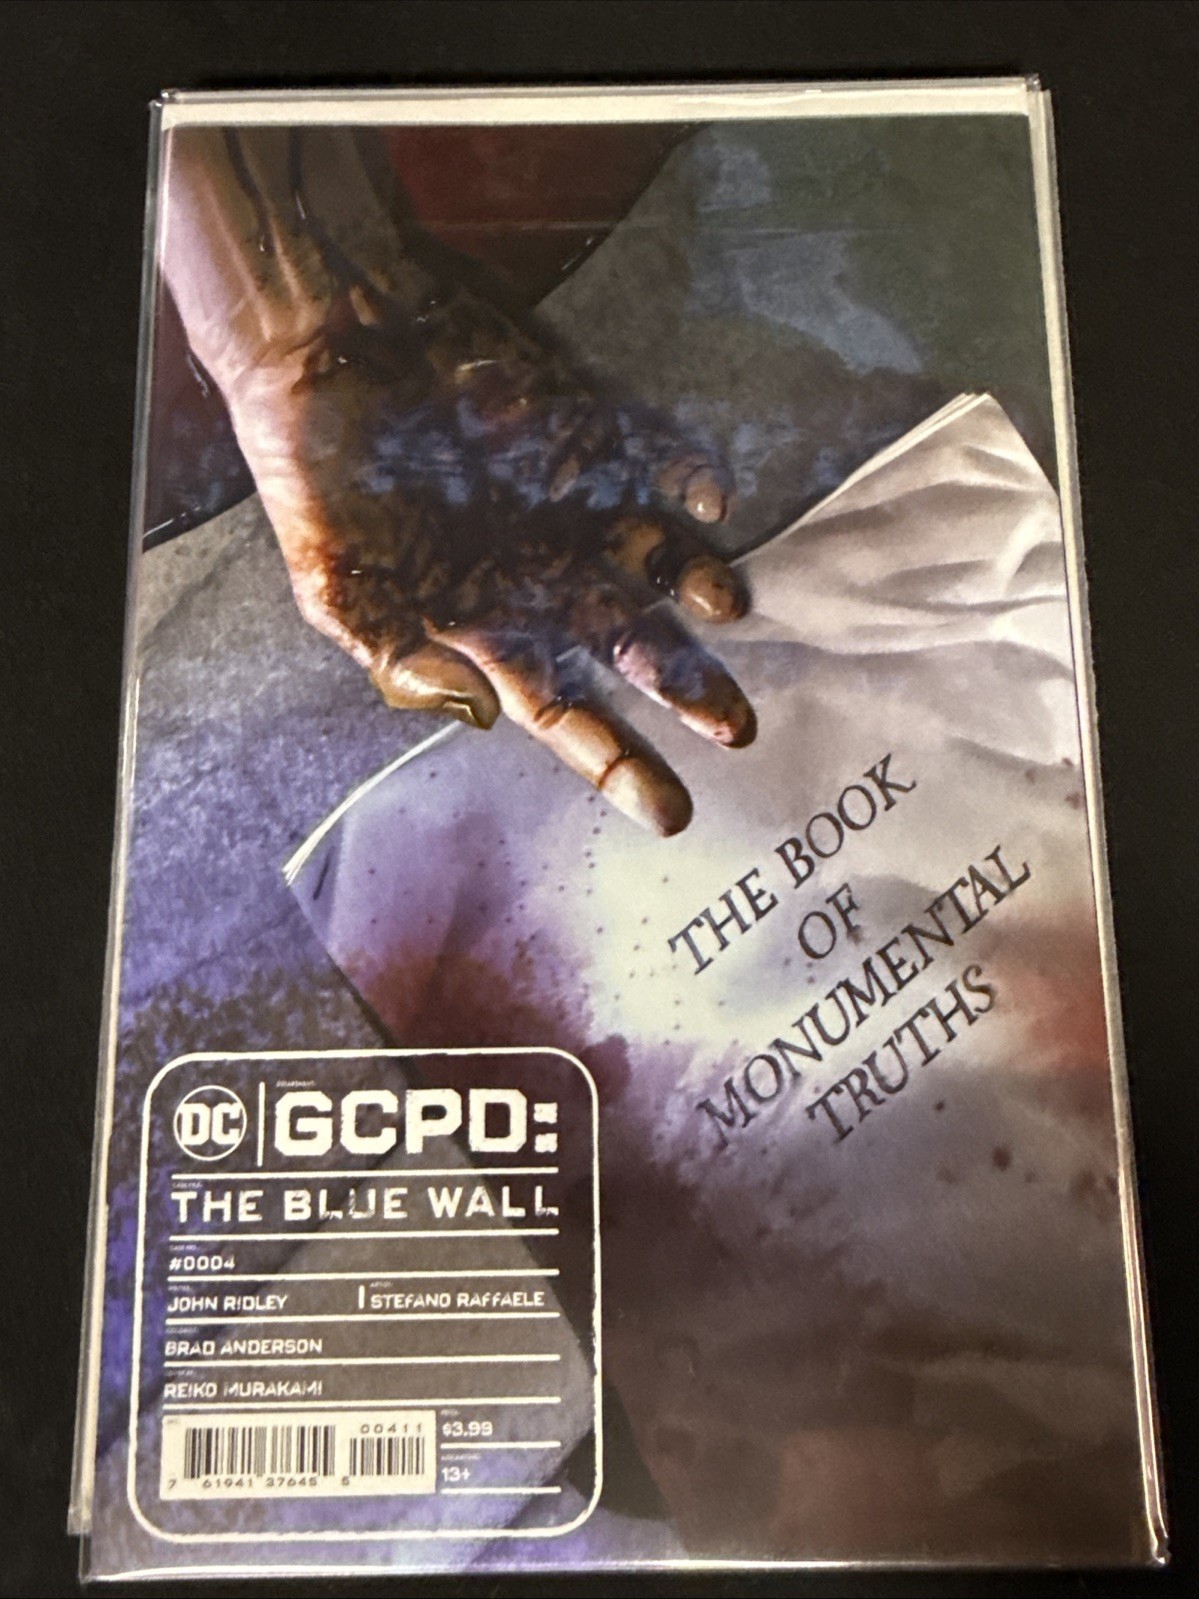 THE BOOK
OF
MONUMENTAL
TRUTHS
DC
GCPD:
THE BLUE WALL
#0004
JOHN RIDLEY
STEFANO RAFFAELE
BRAD ANDERSON
REIKO MURAKAMI
00411
7 61941 37645 5
$3.99
13+